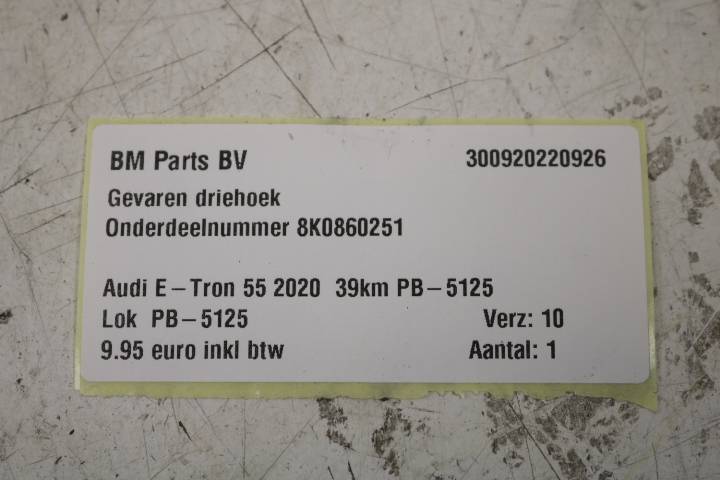 BM Parts BV 300920220926
Gevaren driehoek
Onderdeelnummer 8K0860251
Audi E-Tron 55 2020 39km PB-5125
Lok PB-5125 Verz: 10
9.95 euro inkl btw Aantal: 1